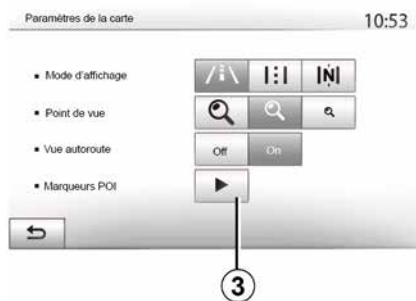 Paramètres de la carte 10:53
▪ Mode d'affichage |N|
▪ Point de vue
▪ Vue autoroute Off On
▪ Marqueurs POI
3